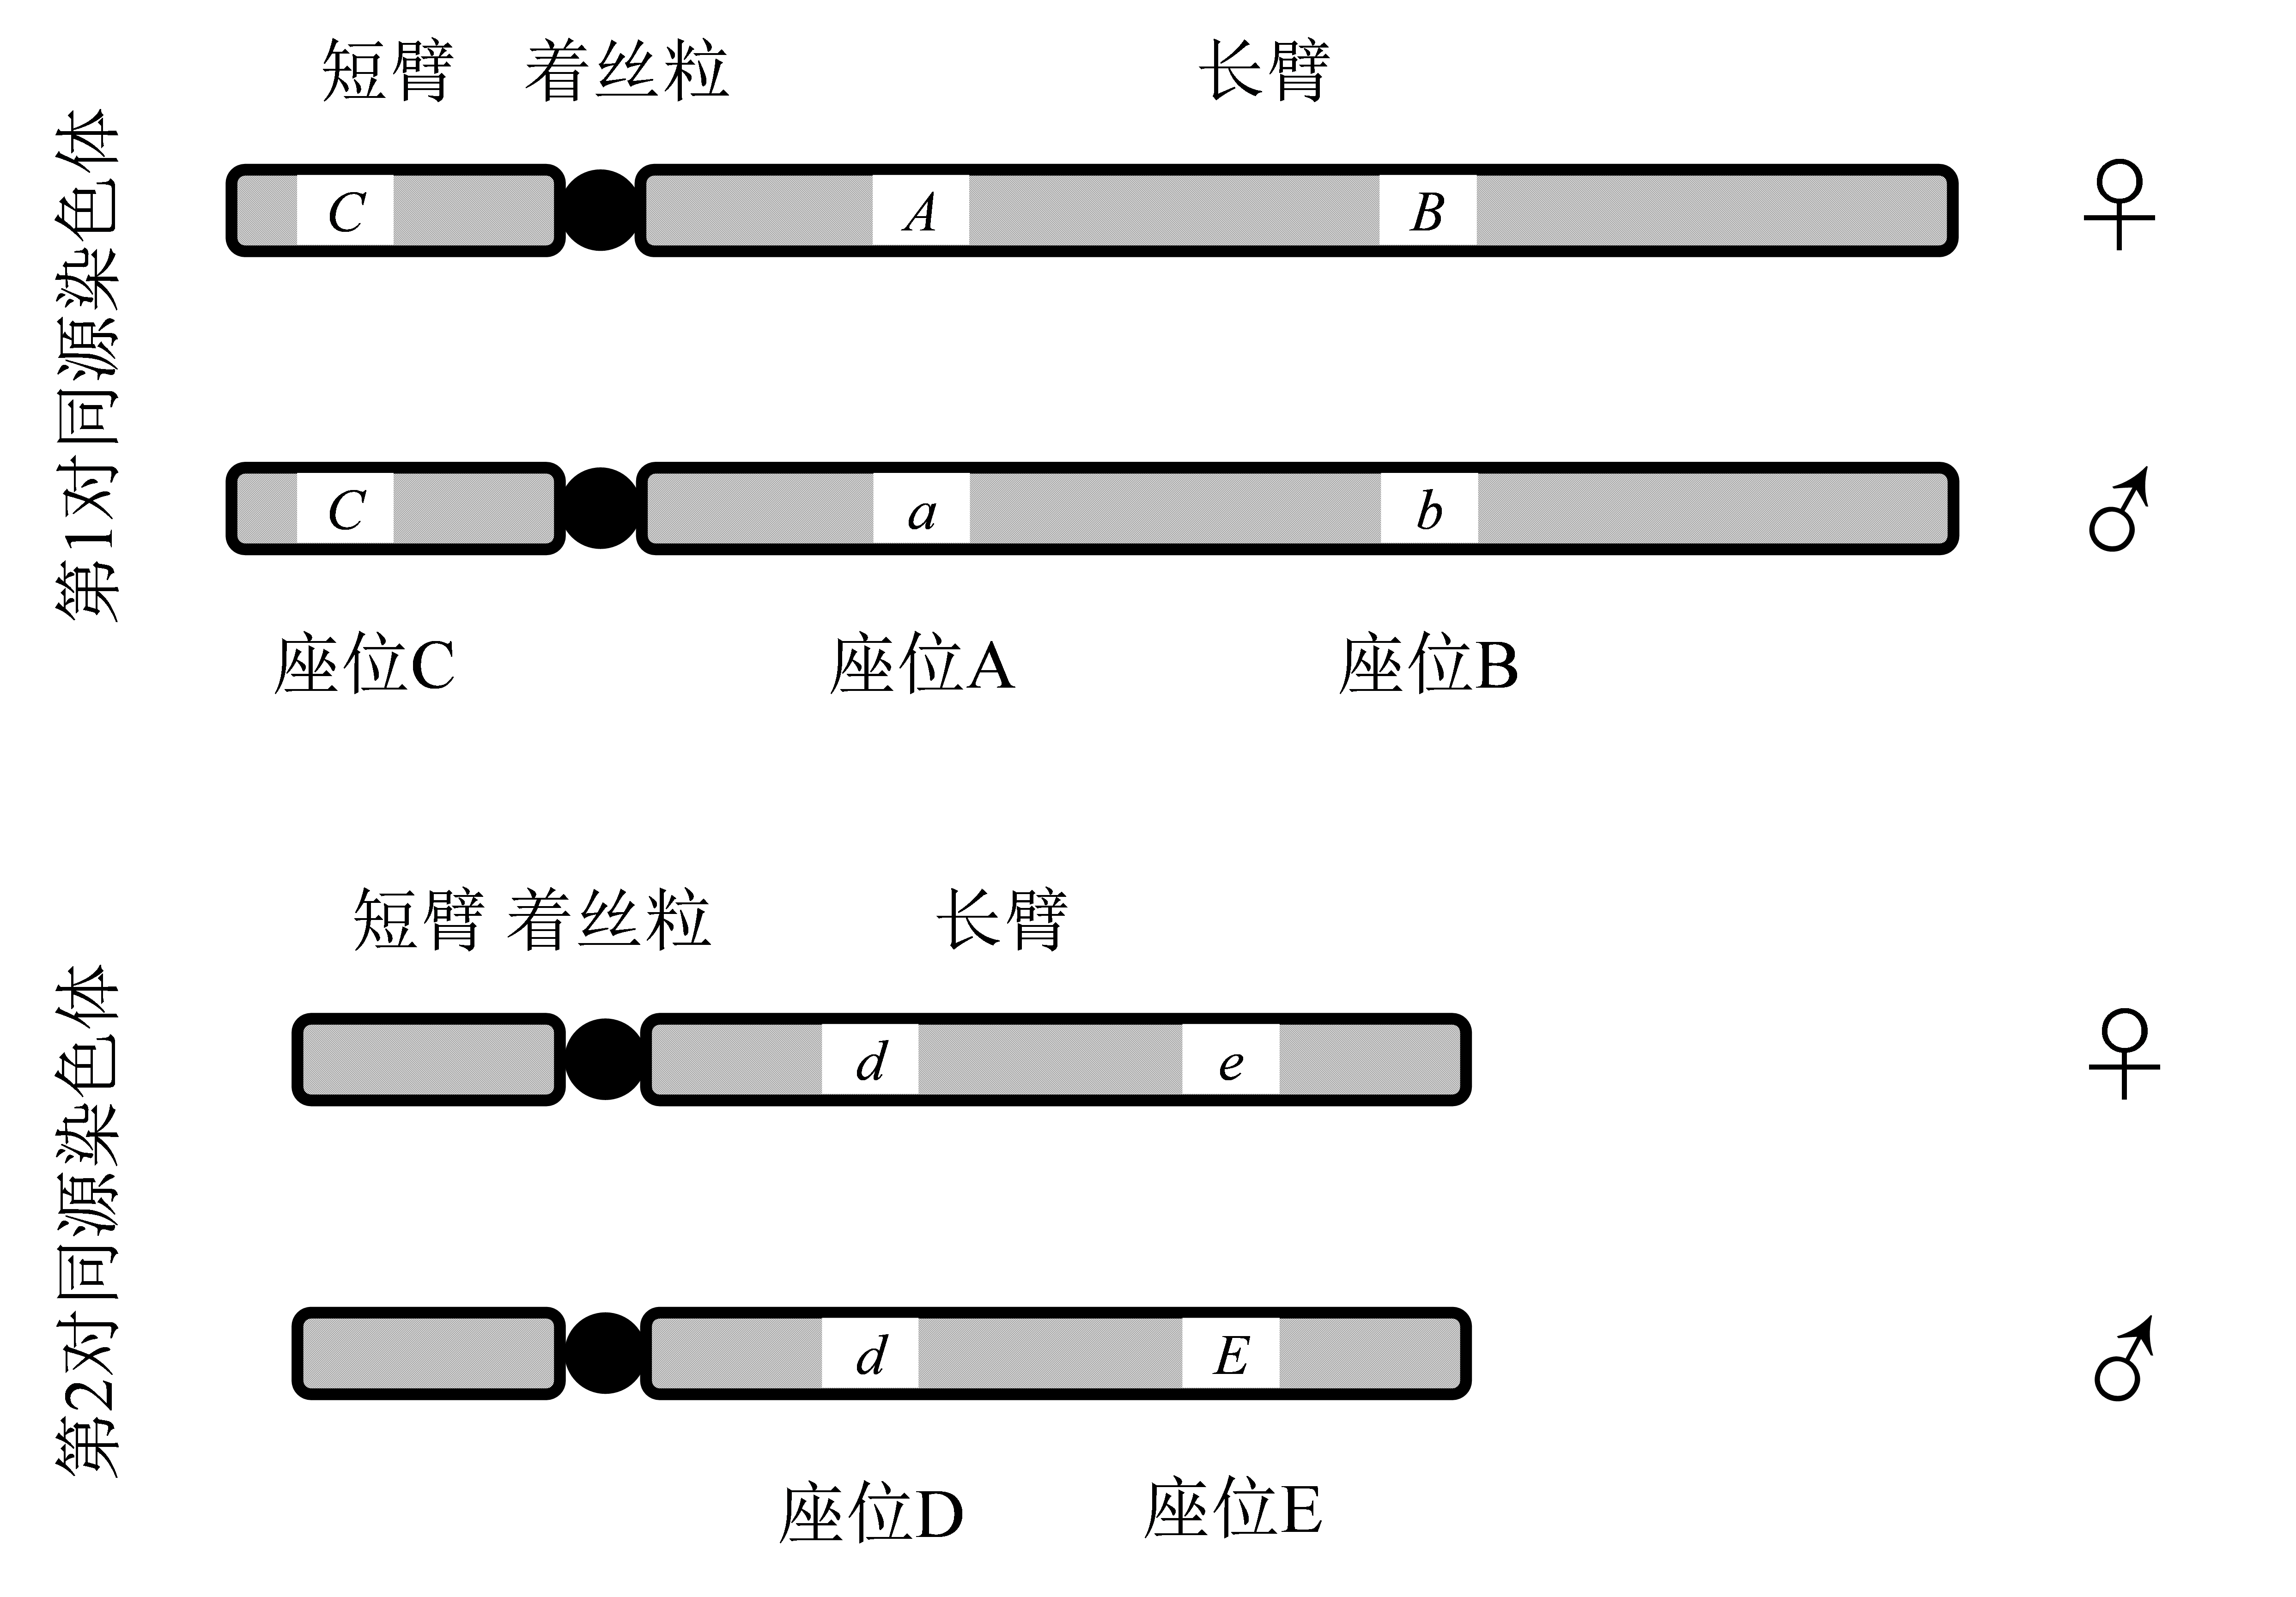 短臂 着丝粒 长臂
第1对同源染色体
C A B ♀
C a b ♂
座位C 座位A 座位B
短臂 着丝粒 长臂
第2对同源染色体
d e ♀
d E ♂
座位D 座位E